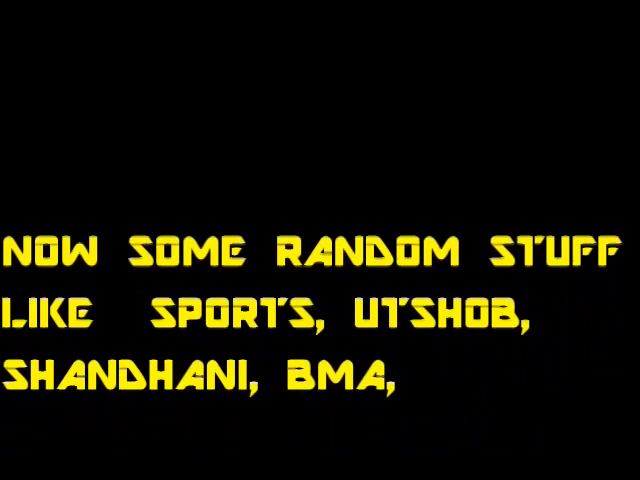 NOW SOME RANDOM STUFF
LIKE SPORTS, UTSHOB,
SHANDHANI, BMA,